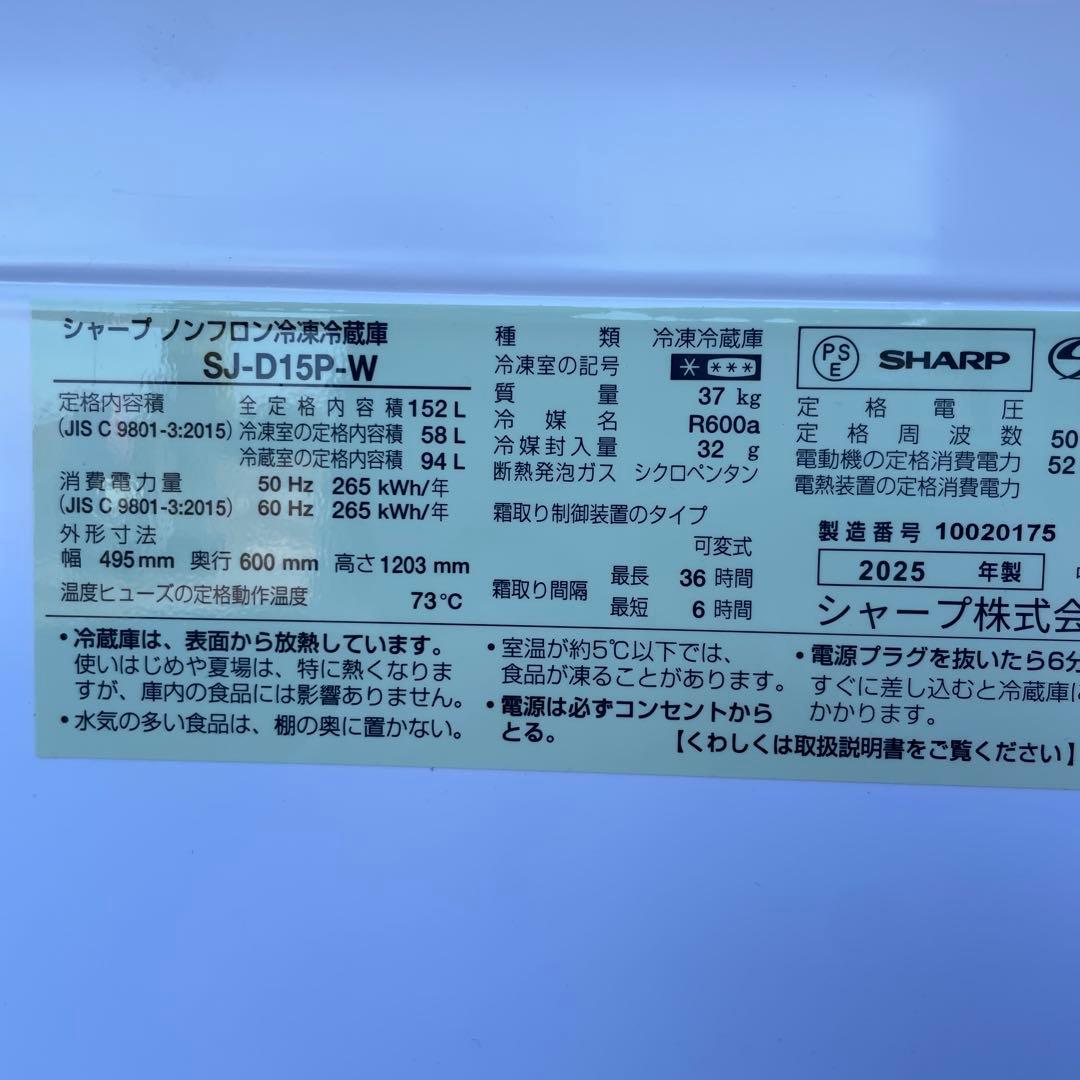 シャープ ノンフロン冷凍冷蔵庫
SJ-D15P-W
定格内容積 全定格内容積 152 L
(JIS C 9801-3:2015) 冷凍室の定格内容積 58 L
冷蔵室の定格内容積 94 L
消費電力量 50 Hz 265 kWh/年
(JIS C 9801-3:2015) 60 Hz 265 kWh/年
外形寸法
幅 495 mm 奥行 600 mm 高さ 1203 mm
温度ヒューズの定格動作温度 73℃
種類 冷凍冷蔵庫
冷凍室の記号 * ***
質量 37 kg
冷媒名 R600a
冷媒封入量 32 g
断熱発泡ガス シクロペンタン
霜取り制御装置のタイプ
可変式
霜取り間隔 最長 36 時間
最短 6 時間
PS
E
SHARP
定格電圧
定格周波数 50
電動機の定格消費電力 52
電熱装置の定格消費電力
製造番号 10020175
2025 年製
シャープ株式会
・冷蔵庫は、表面から放熱しています。
使いはじめや夏場は、特に熱くなりま
すが、庫内の食品には影響ありません。
・水気の多い食品は、棚の奥に置かない。
・室温が約5℃以下では、
食品が凍ることがあります。
・電源は必ずコンセントから
とる。
・電源プラグを抜いたら6分
すぐに差し込むと冷蔵庫に
かかります。
【くわしくは取扱説明書をご覧ください】